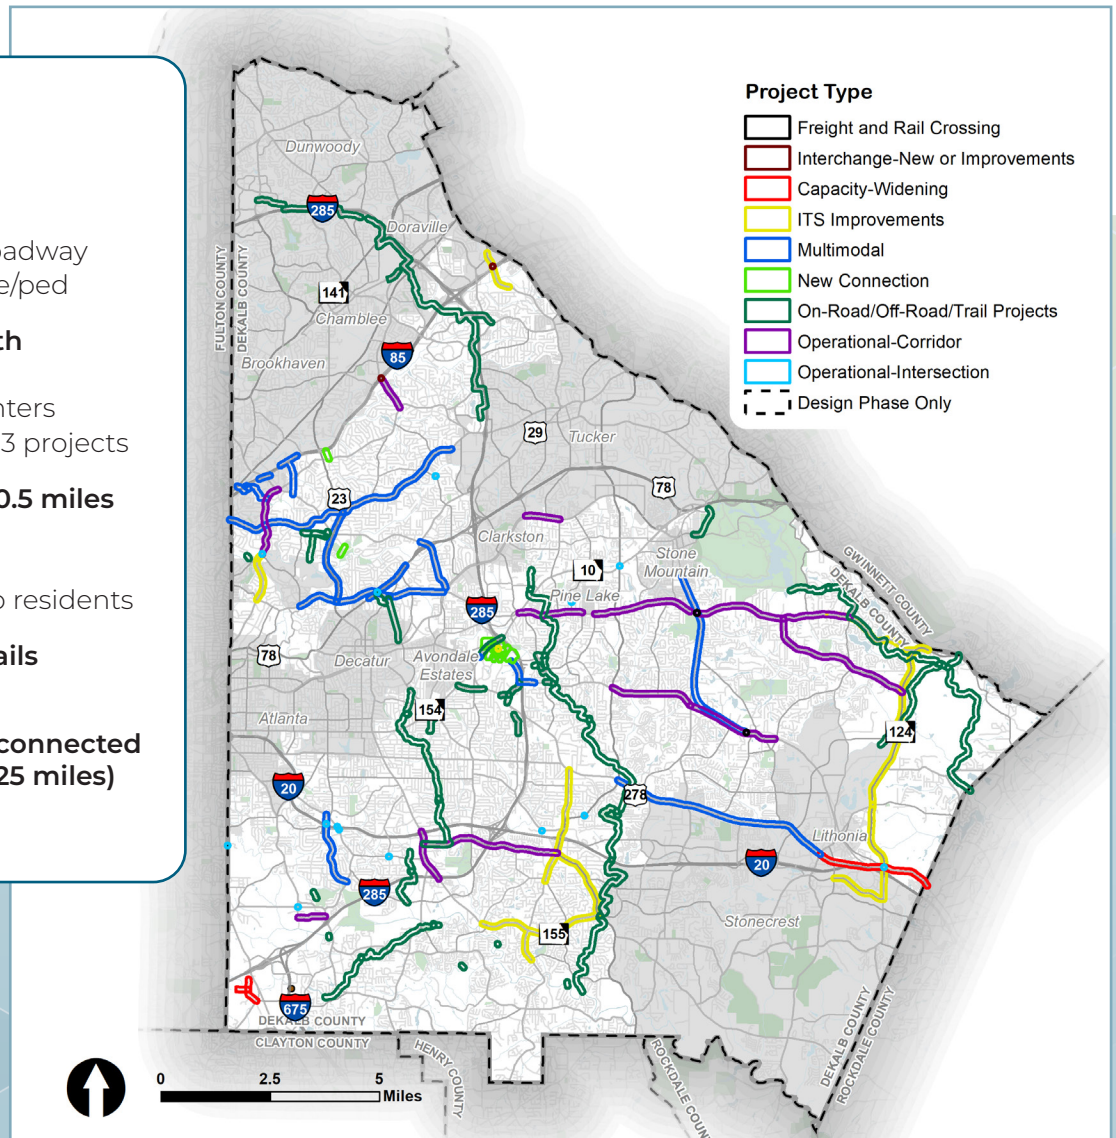 adway
e/ped
th
nters
3 projects
0.5 miles
o residents
ails
connected
25 miles)
Project Type
Freight and Rail Crossing
Interchange-New or Improvements
Capacity-Widening
ITS Improvements
Multimodal
New Connection
On-Road/Off-Road/Trail Projects
Operational-Corridor
Operational-Intersection
Design Phase Only
Dunwoody
285
Doraville
FULTON COUNTY
DEKALB COUNTY
141
Chamblee
85
Brookhaven
29
Tucker
78
23
Clarkston
Stone
Mountain
10
Pine Lake
GWINNETT COUNTY
DEKALB COUNTY
285
78
Decatur
Avondale
Estates
154
Atlanta
124
20
278
Lithonia
20
285
Stonecrest
155
675
DEKALB COUNTY
CLAYTON COUNTY
HENRY COUNTY
ROCKDALE COUNTY
DEKALB COUNTY
ROCKDALE COUNTY
0 2.5 5
Miles